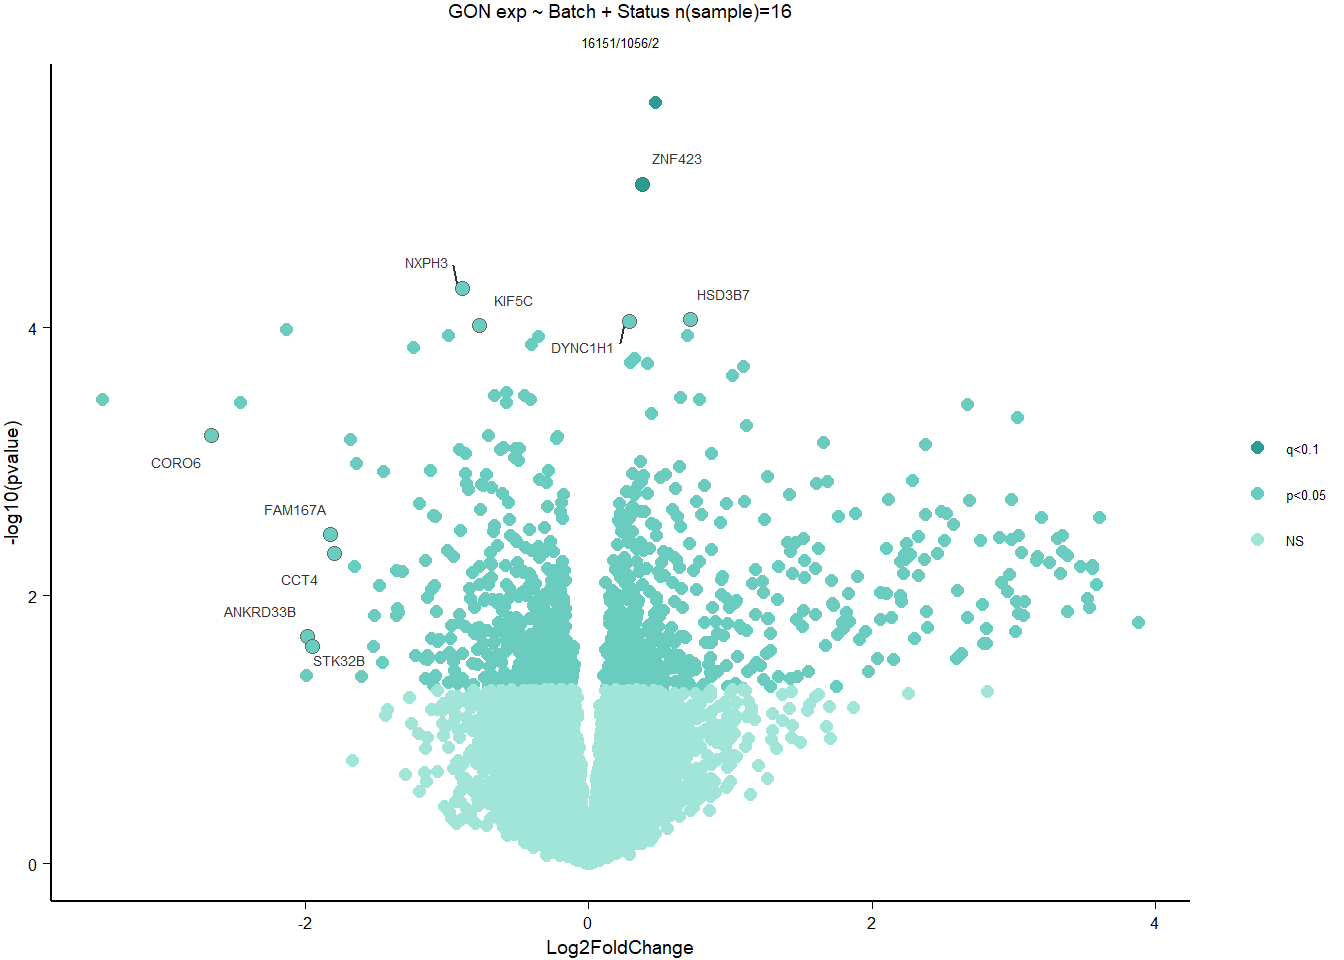 GON exp ~ Batch + Status n(sample)=16
16151/1056/2
ZNF423
NXPH3
KIF5C
HSD3B7
DYNC1H1
CORO6
FAM167A
CCT4
ANKRD33B
STK32B
4
2
0
-log10(pvalue)
-2
0
2
4
Log2FoldChange
q<0.1
p<0.05
NS